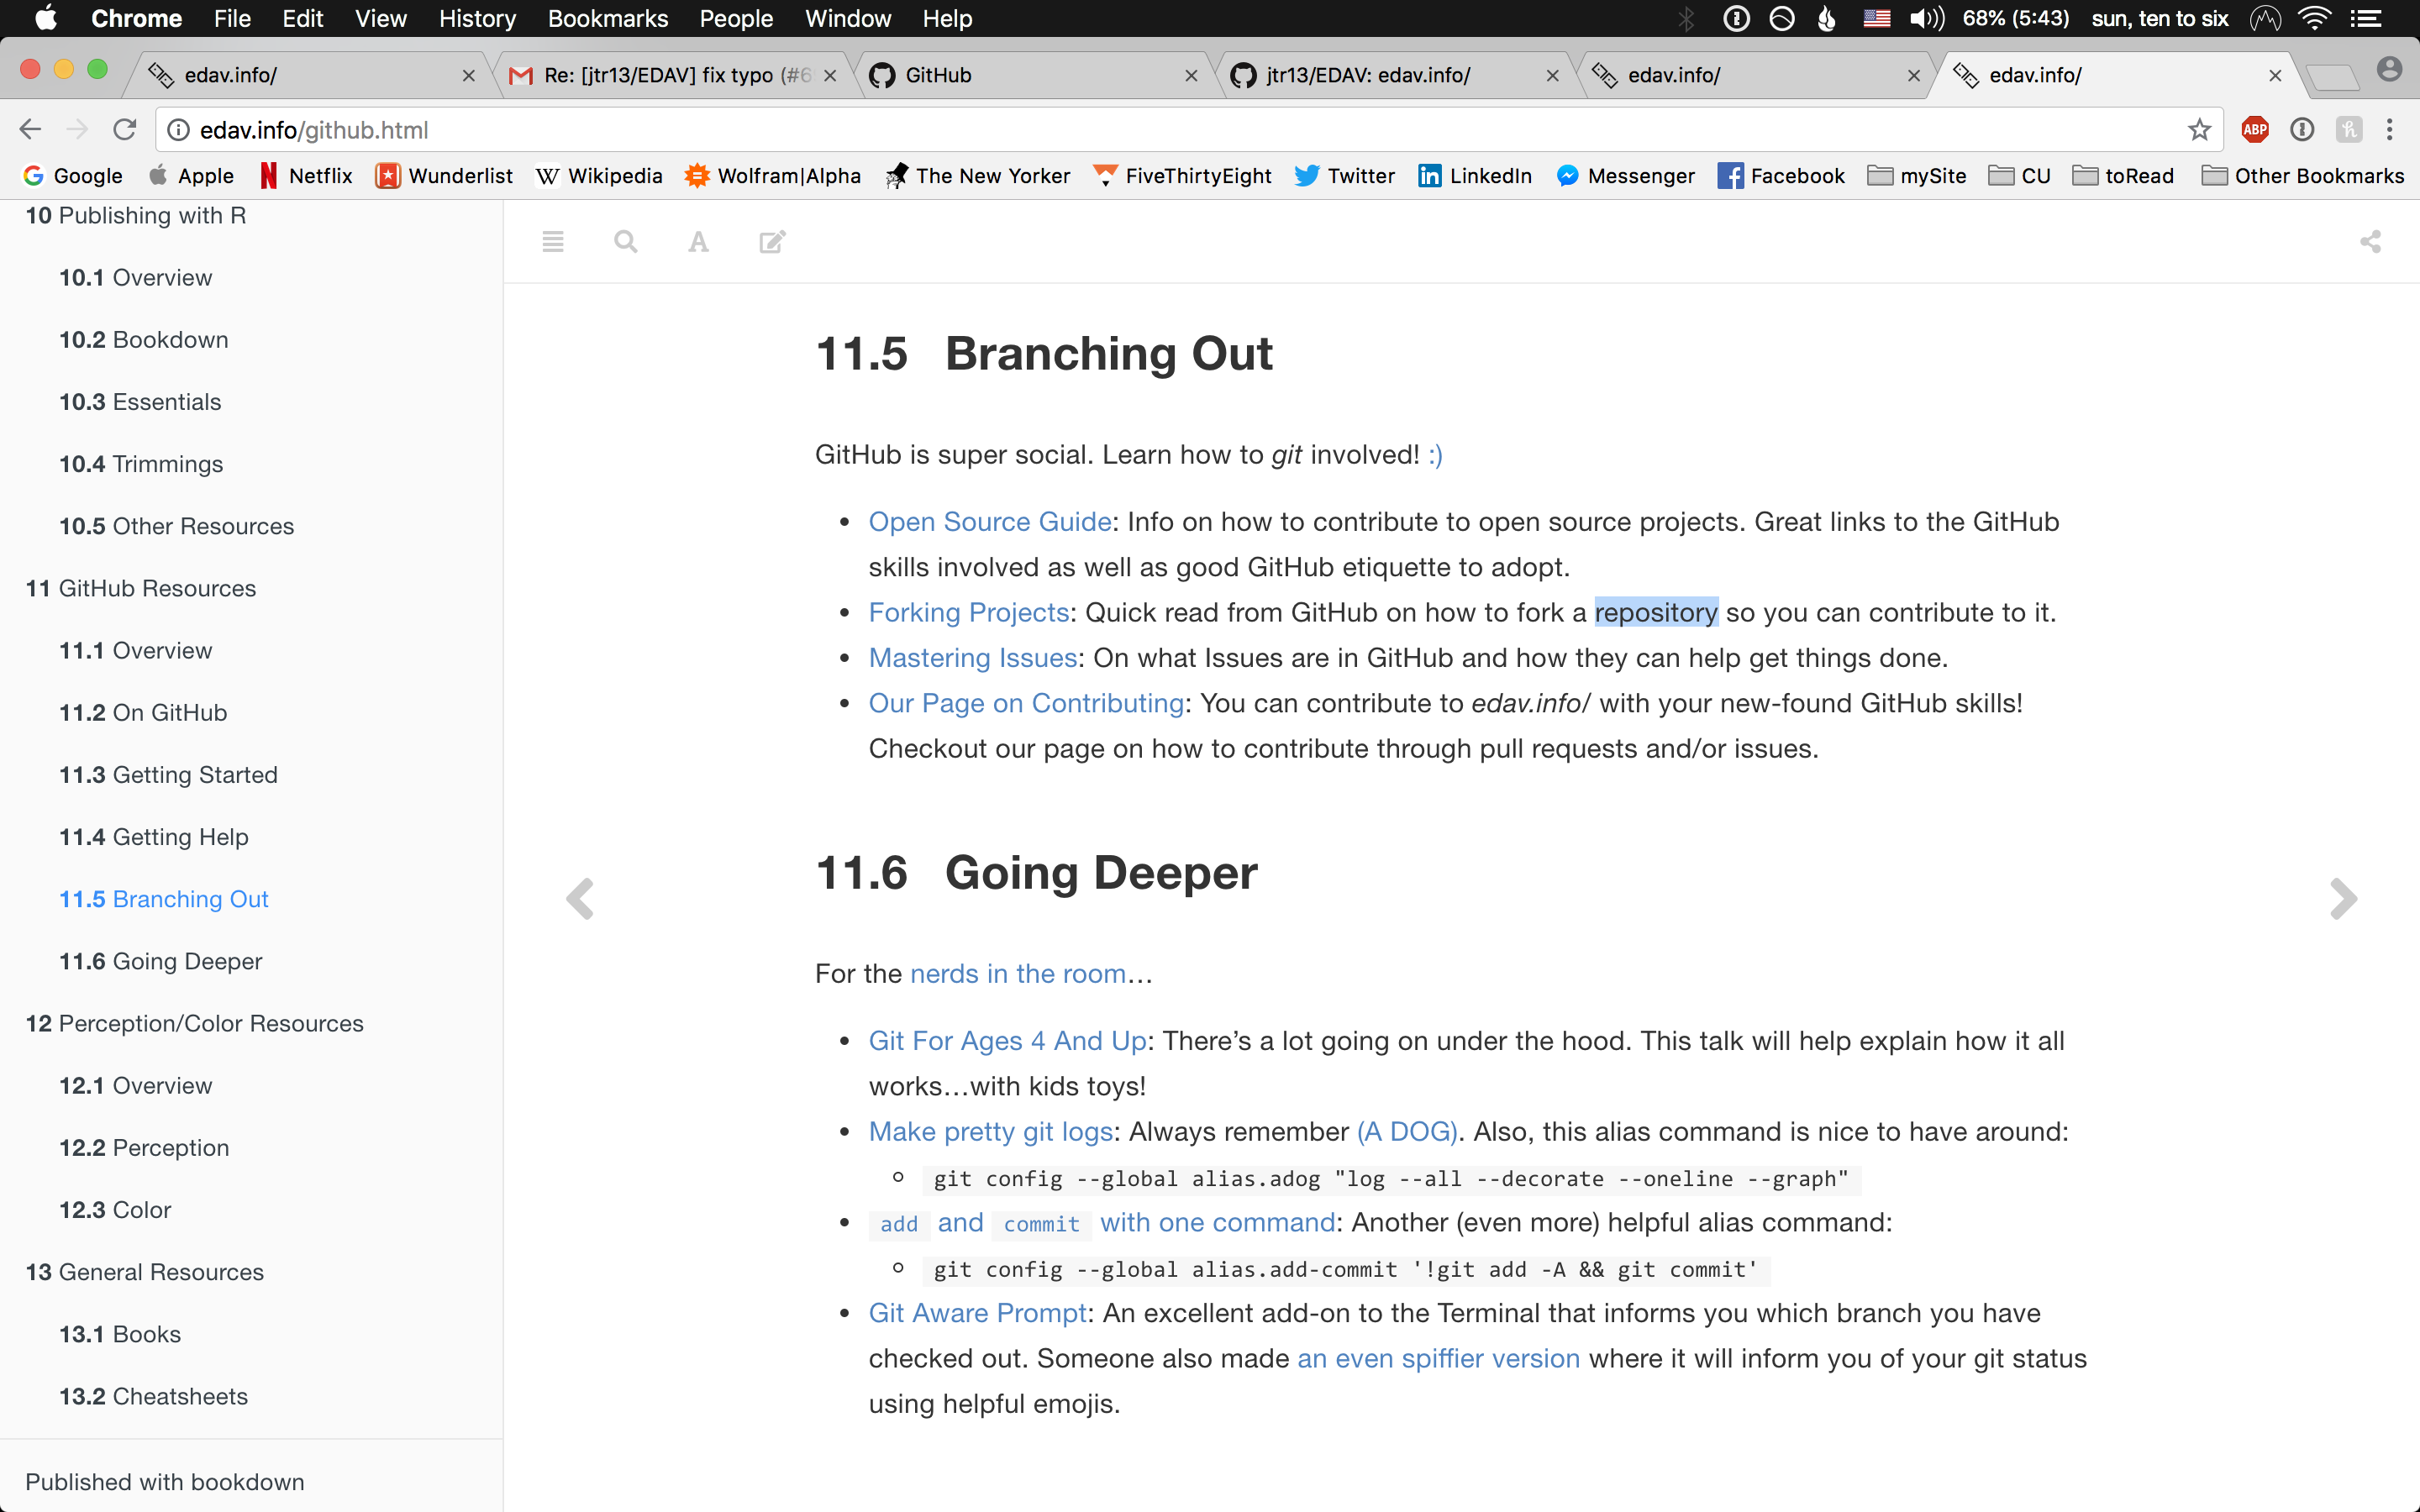 Chrome File Edit View History Bookmarks People Window Help 68% (5:43) sun, ten to six
edav.info/ Re: [jtr13/EDAV] fix typo (#6 GitHub jtr13/EDAV: edav.info/ edav.info/ edav.info/
edav.info/github.html ABP
Google Apple Netflix Wunderlist Wikipedia Wolfram|Alpha The New Yorker FiveThirtyEight Twitter LinkedIn Messenger Facebook mySite CU toRead Other Bookmarks
10 Publishing with R
10.1 Overview
10.2 Bookdown
10.3 Essentials
10.4 Trimmings
10.5 Other Resources
11 GitHub Resources
11.1 Overview
11.2 On GitHub
11.3 Getting Started
11.4 Getting Help
11.5 Branching Out
11.6 Going Deeper
12 Perception/Color Resources
12.1 Overview
12.2 Perception
12.3 Color
13 General Resources
13.1 Books
13.2 Cheatsheets
Published with bookdown
11.5 Branching Out
GitHub is super social. Learn how to git involved! :)
• Open Source Guide: Info on how to contribute to open source projects. Great links to the GitHub
skills involved as well as good GitHub etiquette to adopt.
• Forking Projects: Quick read from GitHub on how to fork a repository so you can contribute to it.
• Mastering Issues: On what Issues are in GitHub and how they can help get things done.
• Our Page on Contributing: You can contribute to edav.info/ with your new-found GitHub skills!
Checkout our page on how to contribute through pull requests and/or issues.
11.6 Going Deeper
For the nerds in the room…
• Git For Ages 4 And Up: There’s a lot going on under the hood. This talk will help explain how it all
works…with kids toys!
• Make pretty git logs: Always remember (A DOG). Also, this alias command is nice to have around:
git config --global alias.adog "log --all --decorate --oneline --graph"
• add and commit with one command: Another (even more) helpful alias command:
git config --global alias.add-commit '!git add -A && git commit'
• Git Aware Prompt: An excellent add-on to the Terminal that informs you which branch you have
checked out. Someone also made an even spiffier version where it will inform you of your git status
using helpful emojis.